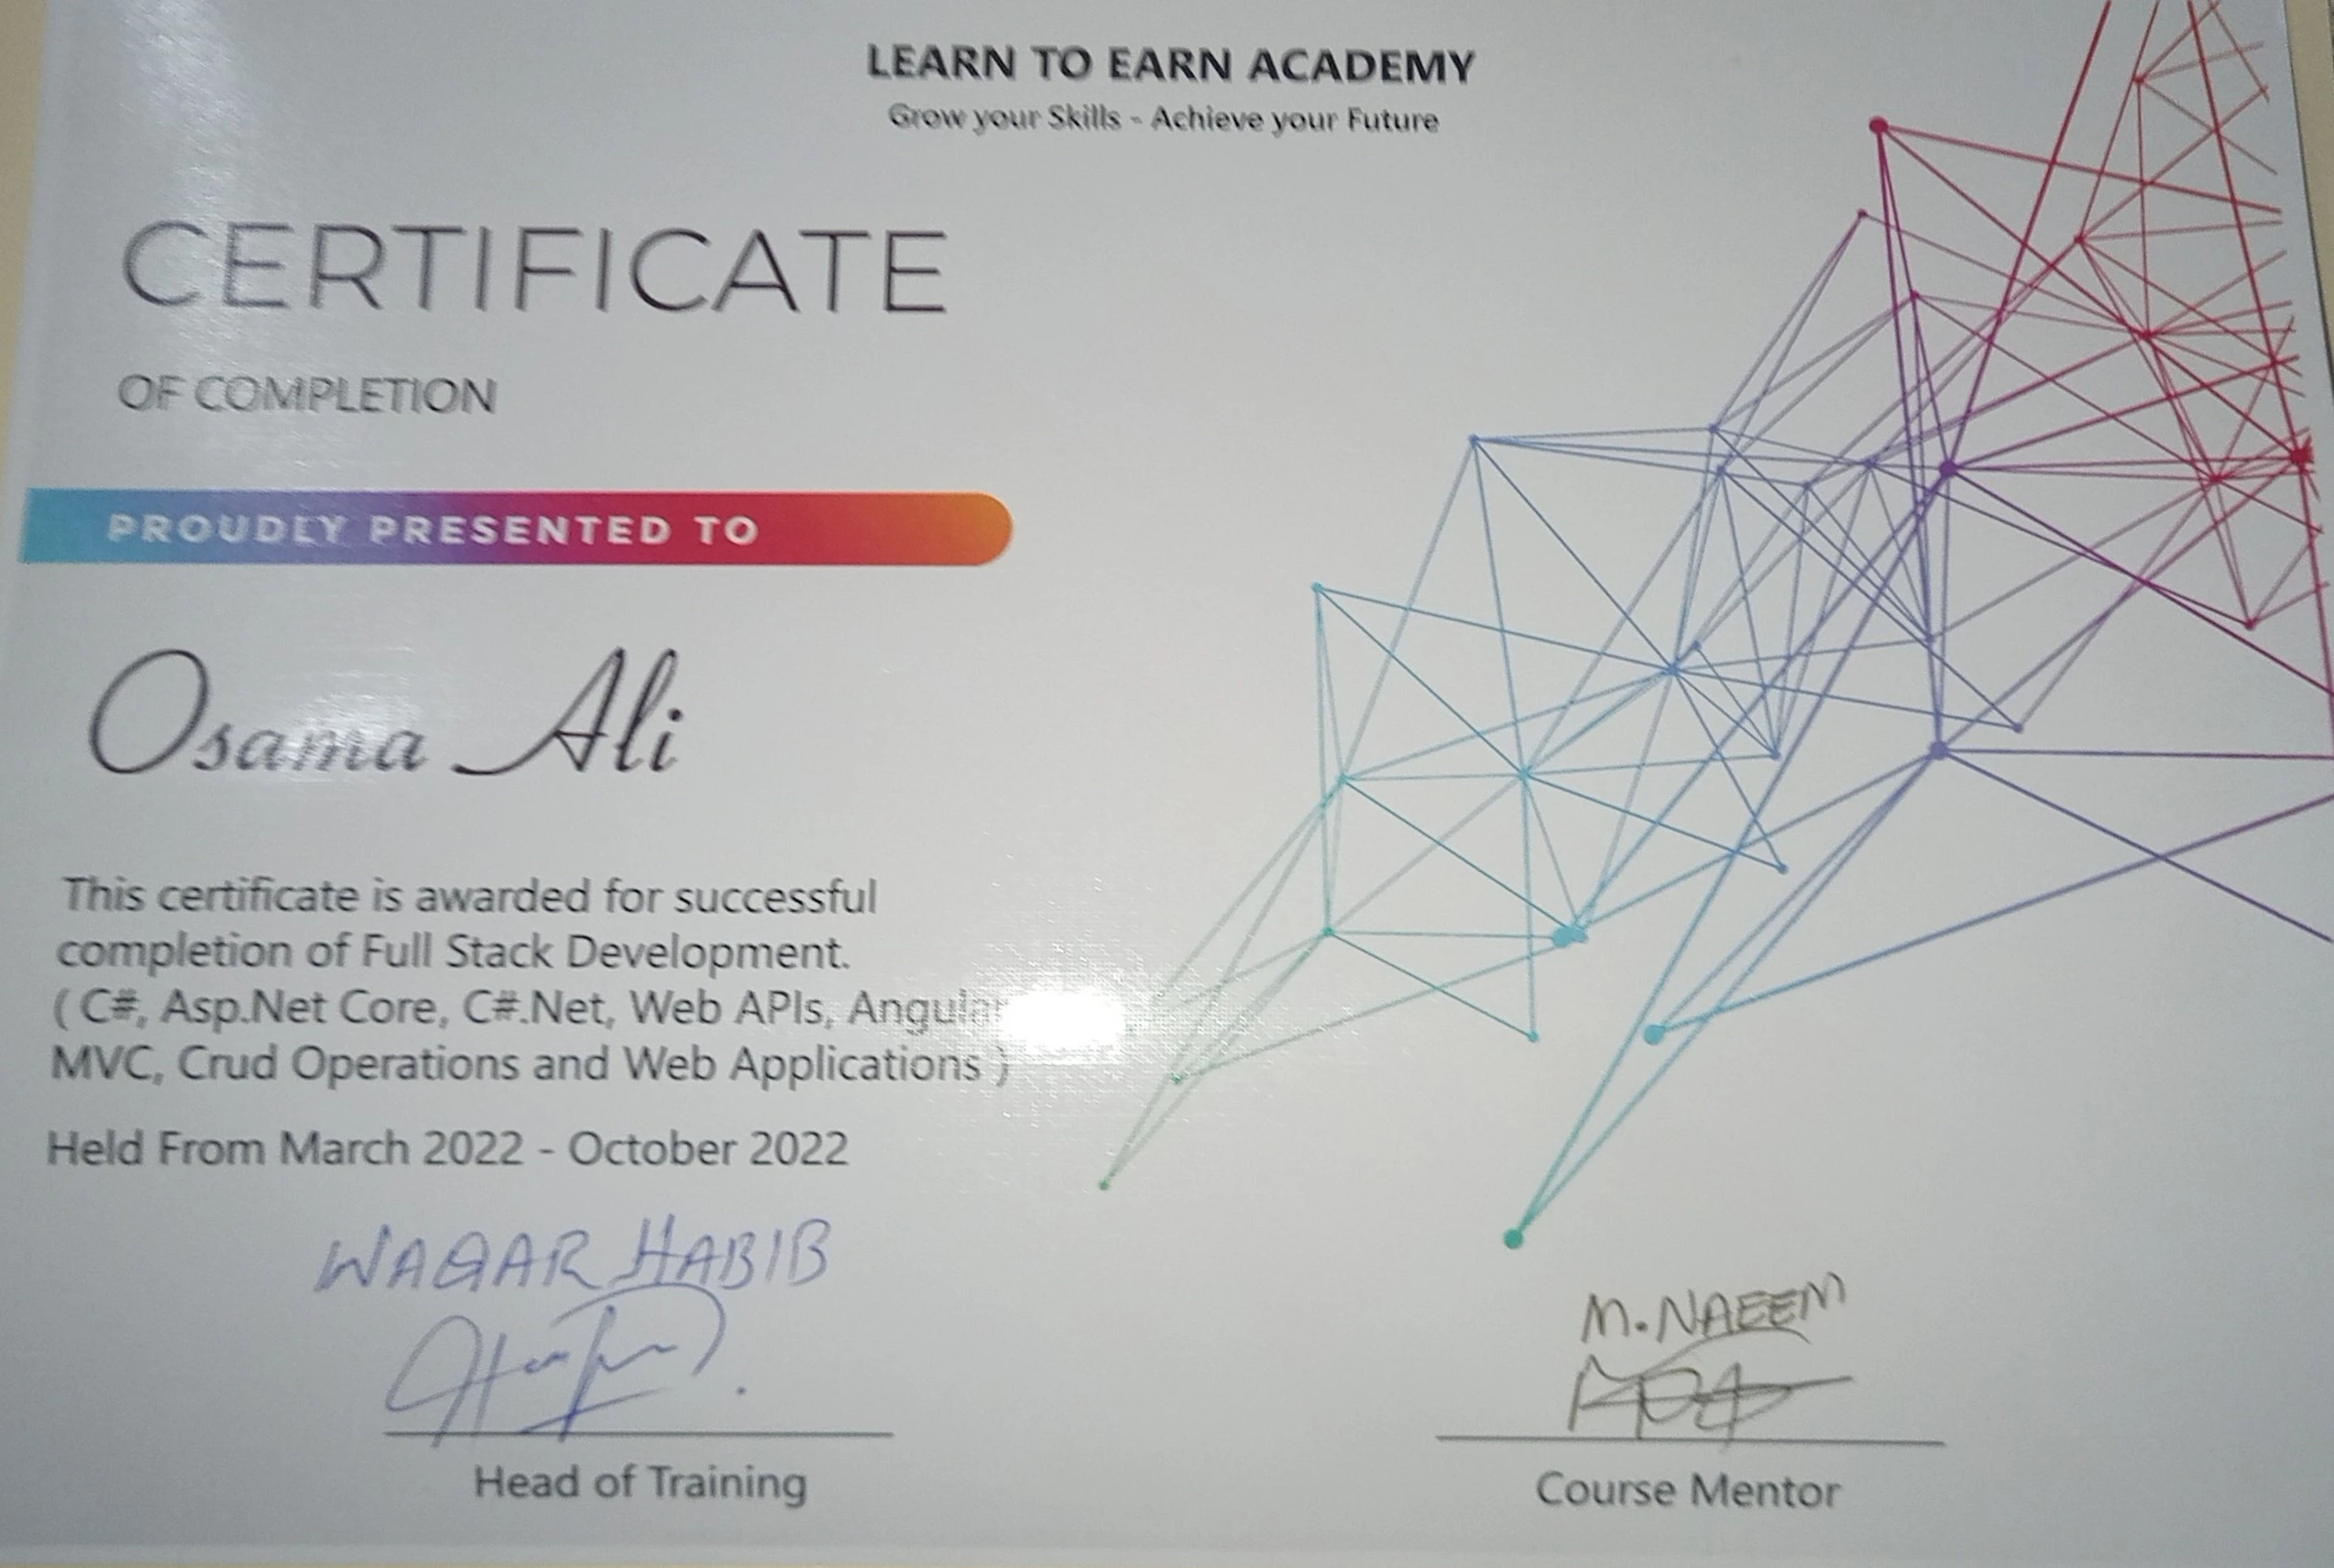 LEARN TO EARN ACADEMY
Grow your Skills - Achieve your Future
CERTIFICATE
OF COMPLETION
PROUDLY PRESENTED TO
Osama Ali
This certificate is awarded for successful
completion of Full Stack Development.
( C#, Asp.Net Core, C#.Net, Web APIs, Angular
MVC, Crud Operations and Web Applications )
Held From March 2022 - October 2022
WAQAR HABIB
M.NAEEM
Head of Training
Course Mentor